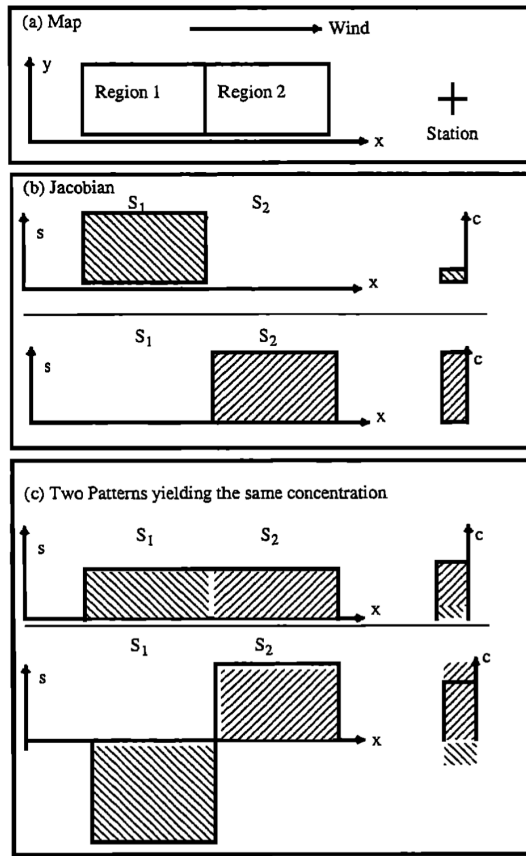 (a) Map
Wind
y
Region 1 Region 2
x
Station
(b) Jacobian
S1 S2
s
c
x
S1 S2
s
c
x
(c) Two Patterns yielding the same concentration
S1 S2
s
c
x
S1 S2
s
c
x